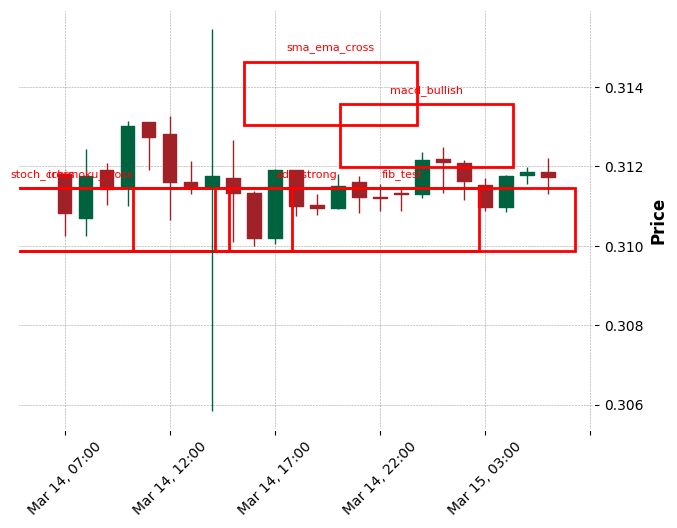 sma_ema_cross
macd_bullish
fib_test
0.314
0.312
0.310
0.308
0.306
Price
Mar 14, 07:00
Mar 14, 12:00
Mar 14, 17:00
Mar 14, 22:00
Mar 15, 03:00